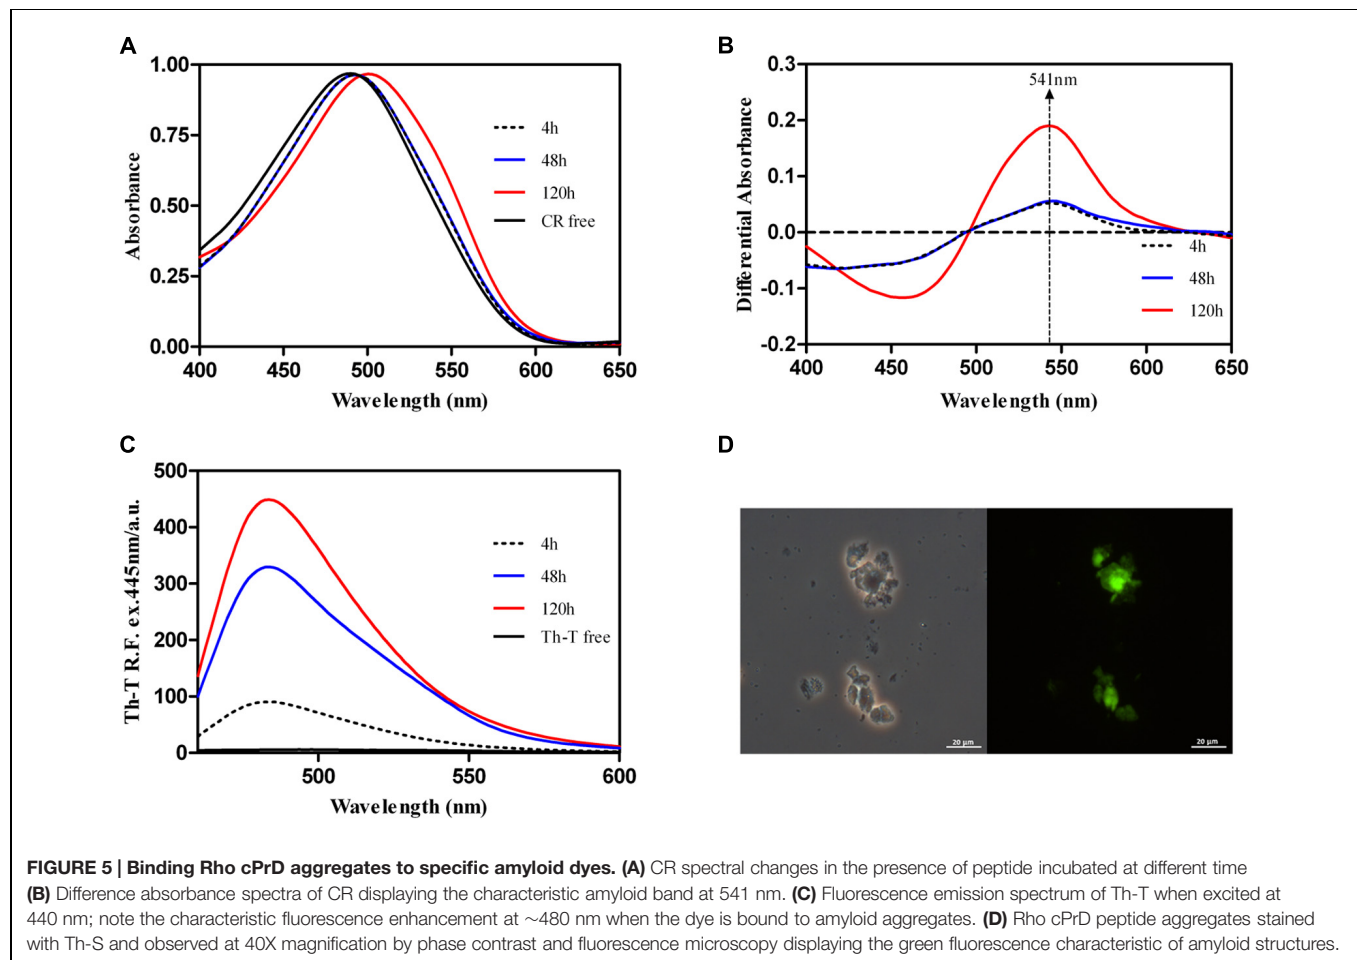 A
1.00
0.75
0.50
0.25
0.00
400 450 500 550 600 650
Absorbance
Wavelength (nm)
4h
48h
120h
CR free
B
0.3
0.2
0.1
0.0
-0.1
-0.2
400 450 500 550 600 650
Differential Absorbance
Wavelength (nm)
541nm
4h
48h
120h
C
500
400
300
200
100
0
500 550 600
Th-T R.F. ex.445nm/a.u.
Wavelength (nm)
4h
48h
120h
Th-T free
D
20 µm
20 µm
FIGURE 5 | Binding Rho cPrD aggregates to specific amyloid dyes. (A) CR spectral changes in the presence of peptide incubated at different time
(B) Difference absorbance spectra of CR displaying the characteristic amyloid band at 541 nm. (C) Fluorescence emission spectrum of Th-T when excited at
440 nm; note the characteristic fluorescence enhancement at ∼480 nm when the dye is bound to amyloid aggregates. (D) Rho cPrD peptide aggregates stained
with Th-S and observed at 40X magnification by phase contrast and fluorescence microscopy displaying the green fluorescence characteristic of amyloid structures.